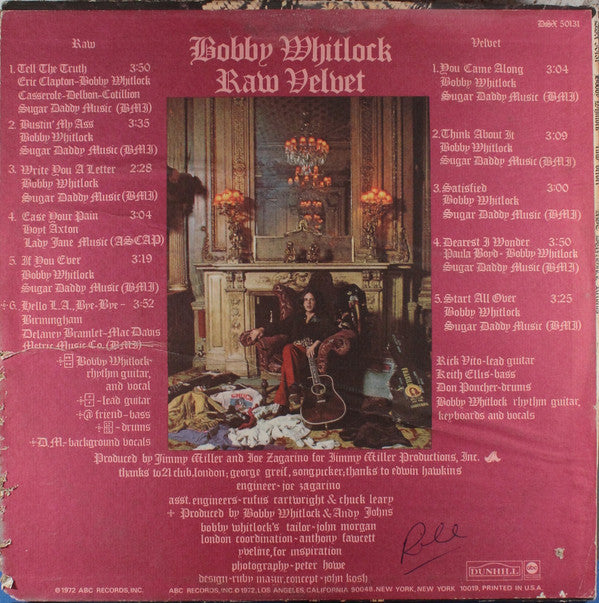 DSX 50131
Bobby Whitlock
Raw Velvet
Raw
1. Tell The Truth 3:50
Eric Clapton-Bobby Whitlock
Casserole-Delbon-Cotillion
Sugar Daddy Music (BMI)
2. Bustin' My Ass 3:35
Bobby Whitlock
Sugar Daddy Music (BMI)
3. Write You A Letter 2:28
Bobby Whitlock
Sugar Daddy Music (BMI)
4. Ease Your Pain 3:04
Hoyt Axton
Lady Jane Music (ASCAP)
5. If You Ever 3:19
Bobby Whitlock
Sugar Daddy Music (BMI)
+6. Hello L.A., Bye-Bye - 3:52
Birmingham
Delaney Bramlet-Mac Davis
Metric Music Co. (BMI)
+ Bobby Whitlock-
rhythm guitar,
and vocal
+ -lead guitar
+@ friend-bass
+ -drums
+D.M.-background vocals
Velvet
1. You Came Along 3:04
Bobby Whitlock
Sugar Daddy Music (BMI)
2. Think About It 3:09
Bobby Whitlock
Sugar Daddy Music (BMI)
3. Satisfied 3:00
Bobby Whitlock
Sugar Daddy Music (BMI)
4. Dearest I Wonder 3:50
Paula Boyd-Bobby Whitlock
Sugar Daddy Music (BMI)
5. Start All Over 3:25
Bobby Whitlock
Sugar Daddy Music (BMI)
Rick Vito-lead guitar
Keith Ellis-bass
Don Poncher-drums
Bobby Whitlock rhythm guitar,
keyboards and vocals
Produced by Jimmy Miller and Joe Zagarino for Jimmy Miller Productions, Inc.
thanks to 21 club, london; george greif, songpicker; thanks to edwin hawkins
engineer-joe zagarino
asst. engineers-rufus cartwright & chuck leary
+ Produced by Bobby Whitlock & Andy Johns
bobby whitlock's tailor-john morgan
london coordination-anthony fawcett
yveline, for inspiration
photography-peter howe
design-ruby mazur, concept-john kosh
DUNHILL abc
©1972 ABC RECORDS, INC. ABC RECORDS, INC. © 1972, LOS ANGELES, CALIFORNIA 90048, NEW YORK, NEW YORK 10019, PRINTED IN U.S.A.